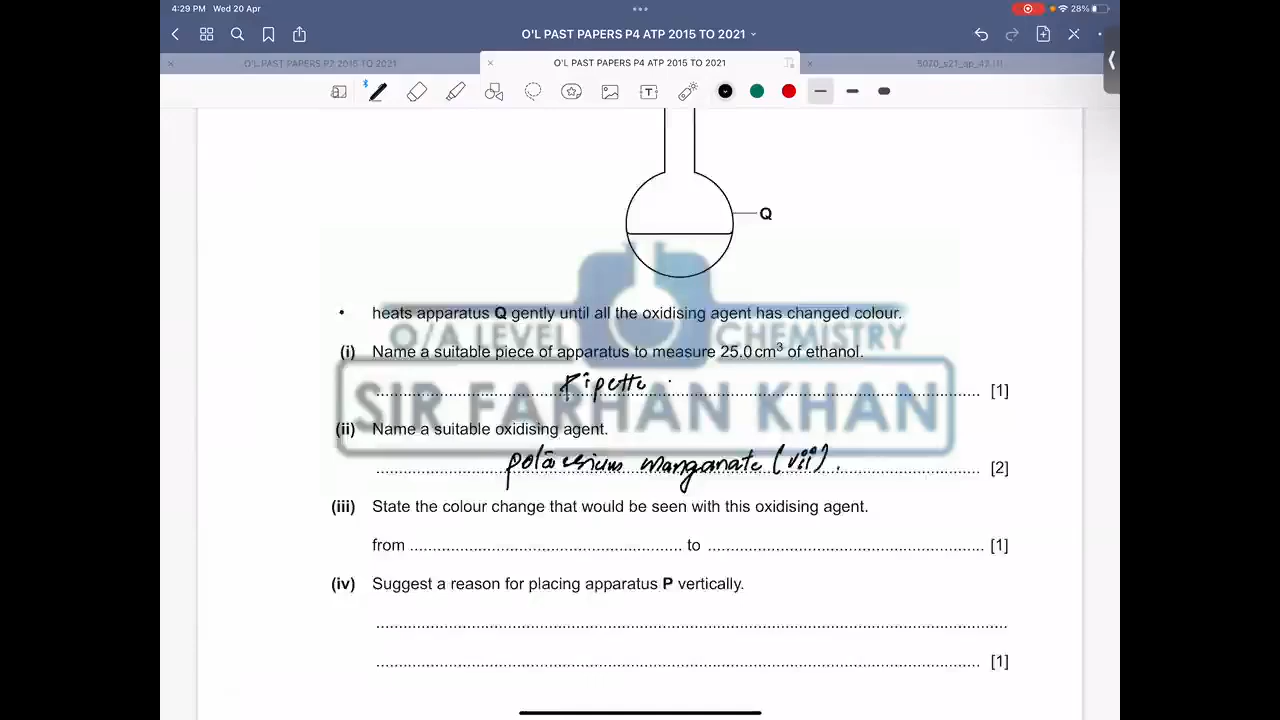 4:29 PM Wed 20 Apr
28%
O'L PAST PAPERS P4 ATP 2015 TO 2021
O'L PAST PAPERS P2 2015 TO 2021
O'L PAST PAPERS P4 ATP 2015 TO 2021
5070_s21_qp_42
Q
• heats apparatus Q gently until all the oxidising agent has changed colour.
O/A LEVEL CHEMISTRY
(i) Name a suitable piece of apparatus to measure 25.0 cm³ of ethanol.
pipette
[1]
SIR FARHAN KHAN
(ii) Name a suitable oxidising agent.
potassium manganate (vii).
[2]
(iii) State the colour change that would be seen with this oxidising agent.
from ............ to ............ [1]
(iv) Suggest a reason for placing apparatus P vertically.
[1]